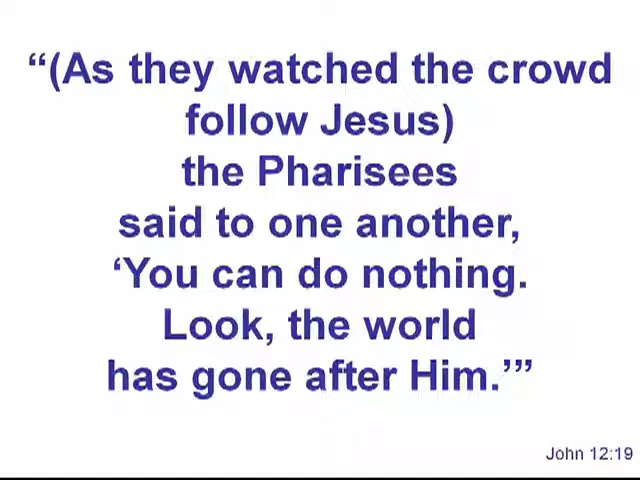 “(As they watched the crowd
follow Jesus)
the Pharisees
said to one another,
‘You can do nothing.
Look, the world
has gone after Him.’”
John 12:19